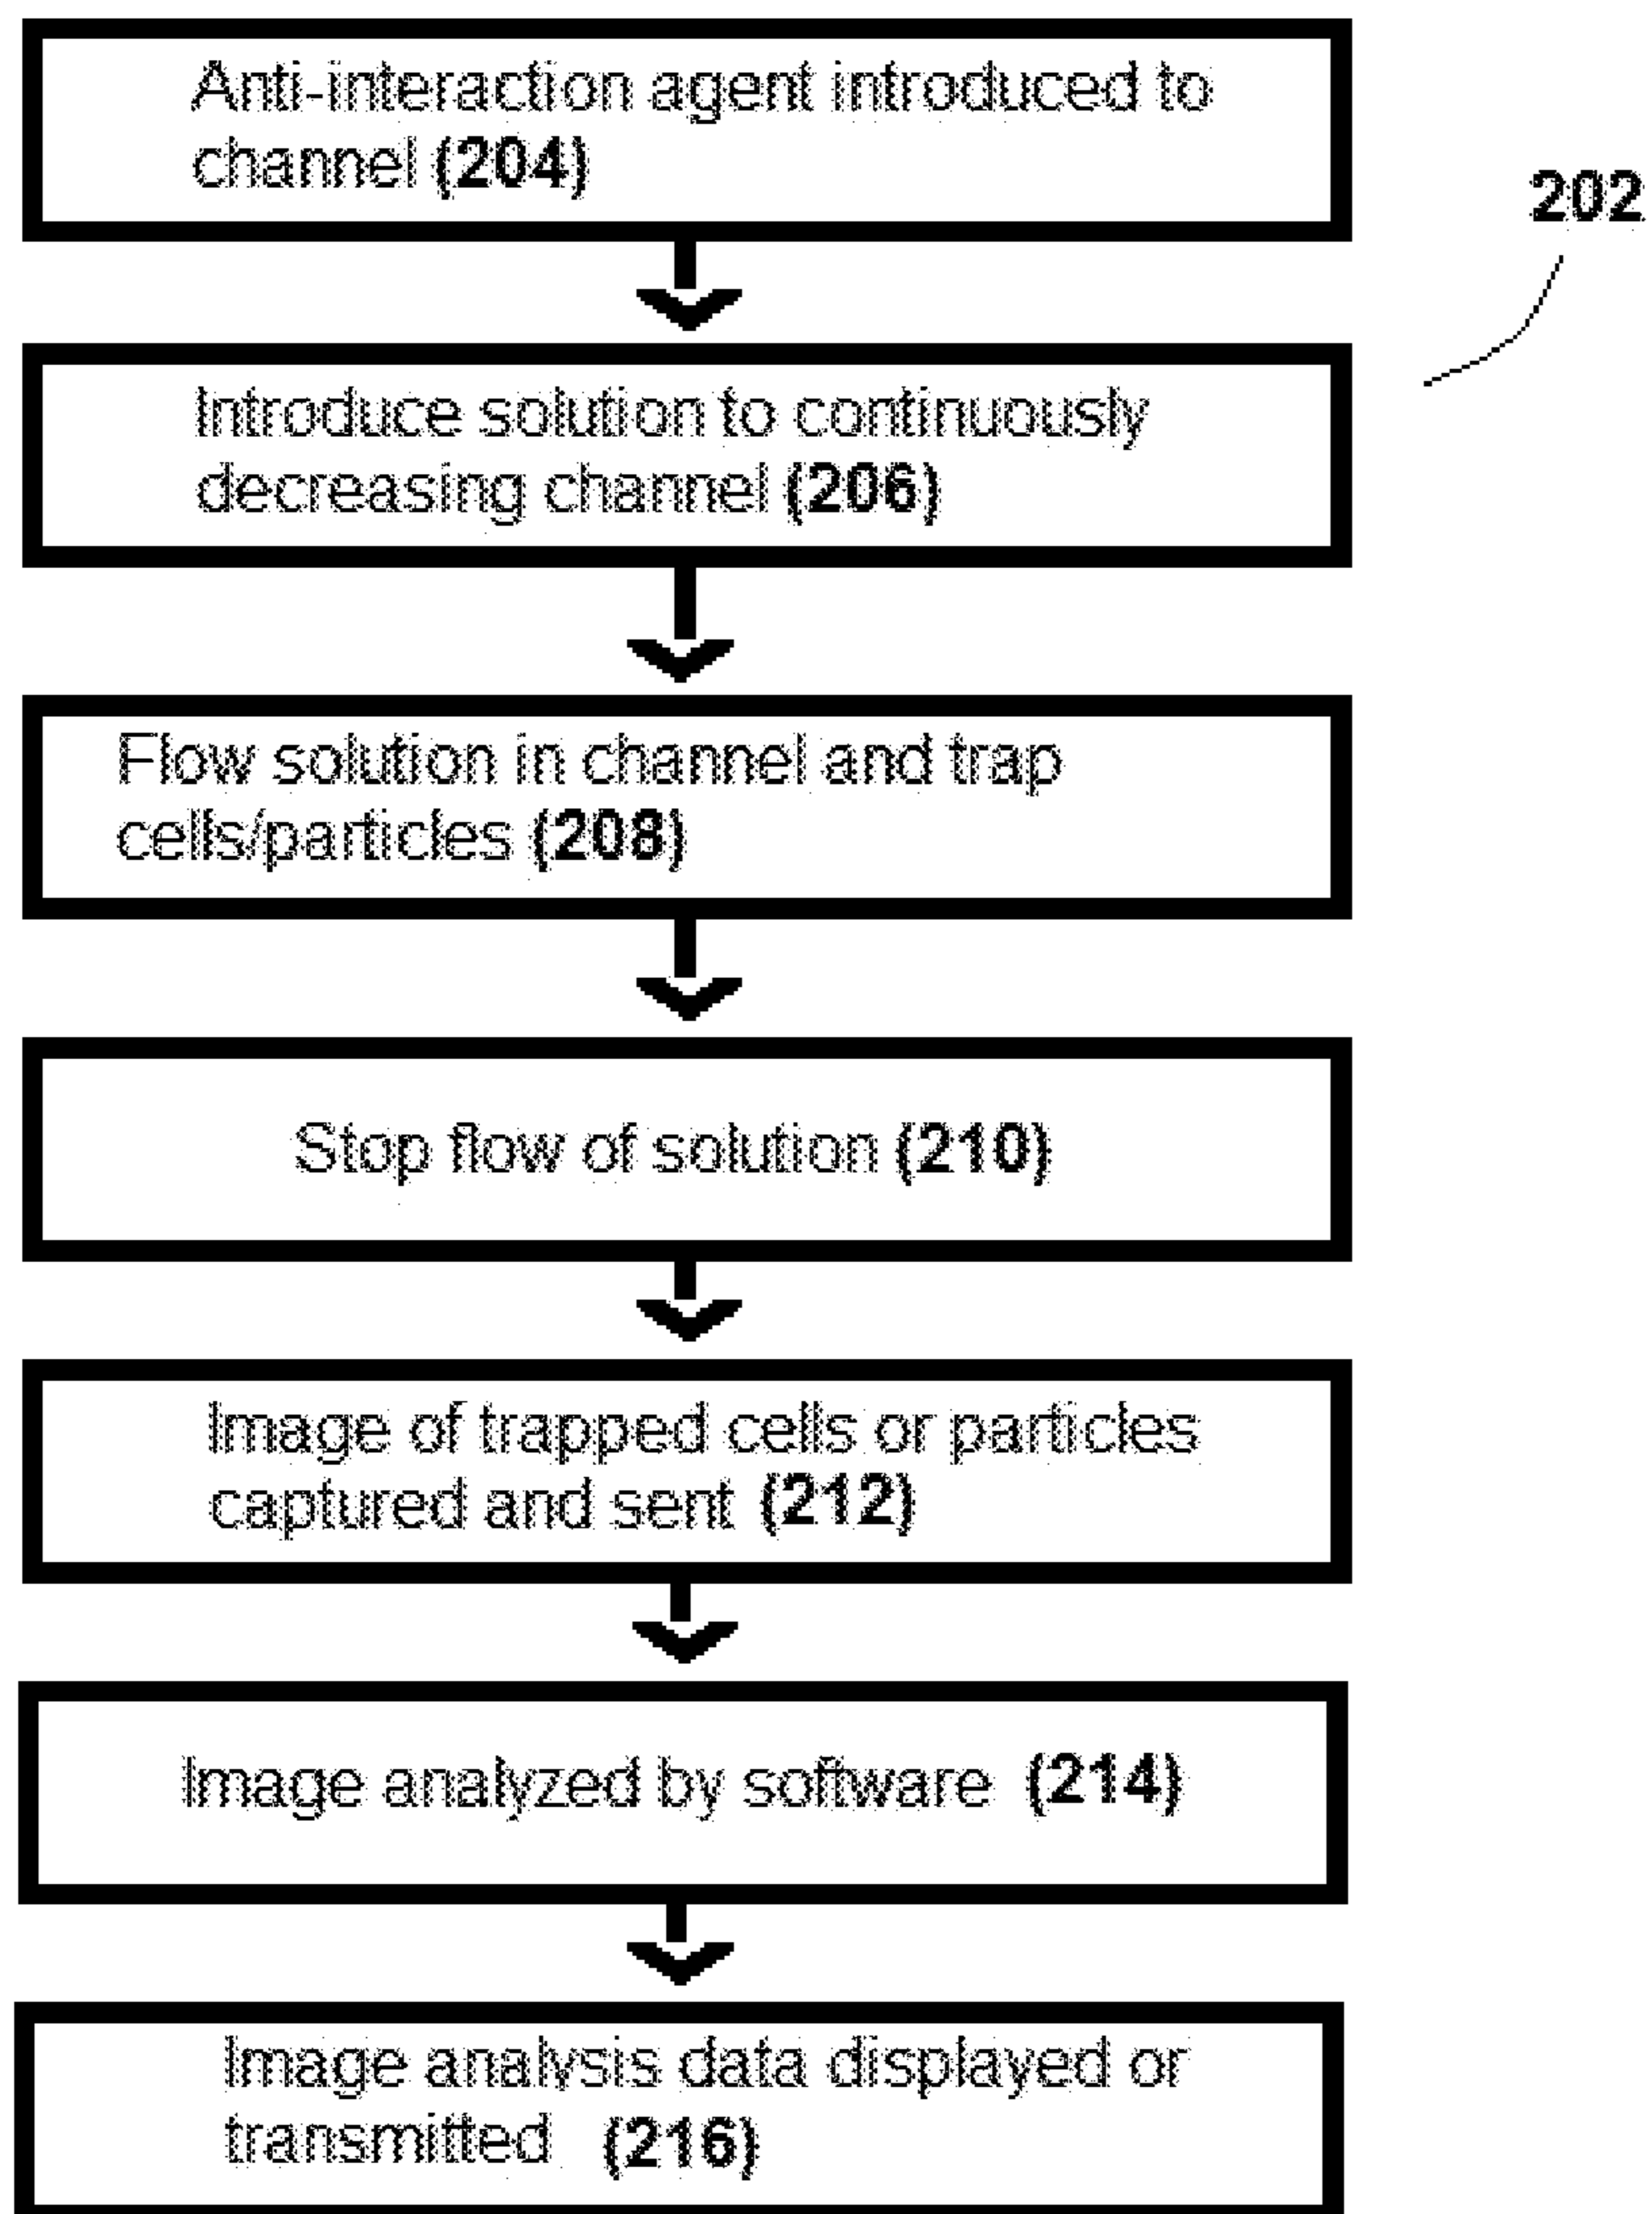 Anti-interaction agent introduced to
channel (204)
202
Introduce solution to continuously
decreasing channel (206)
Flow solution in channel and trap
cells/particles (208)
Stop flow of solution (210)
Image of trapped cells or particles
captured and sent (212)
Image analyzed by software (214)
Image analysis data displayed or
transmitted (216)